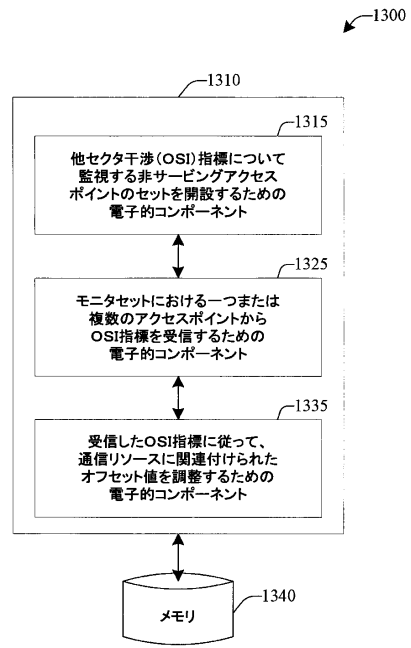 1300
1310
1315
他セクタ干渉(OSI)指標について
監視する非サービングアクセス
ポイントのセットを開設するための
電子的コンポーネント
1325
モニタセットにおける一つまたは
複数のアクセスポイントから
OSI指標を受信するための
電子的コンポーネント
1335
受信したOSI指標に従って、
通信リソースに関連付けられた
オフセット値を調整するための
電子的コンポーネント
メモリ
1340